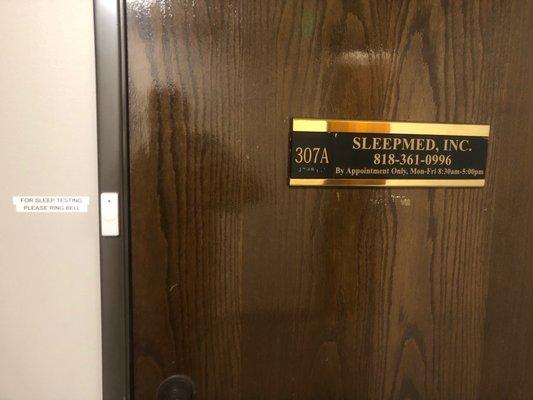 FOR SLEEP TESTING
PLEASE RING BELL
307A
SLEEPMED, INC.
818-361-0996
By Appointment Only, Mon-Fri 8:30am-5:00pm